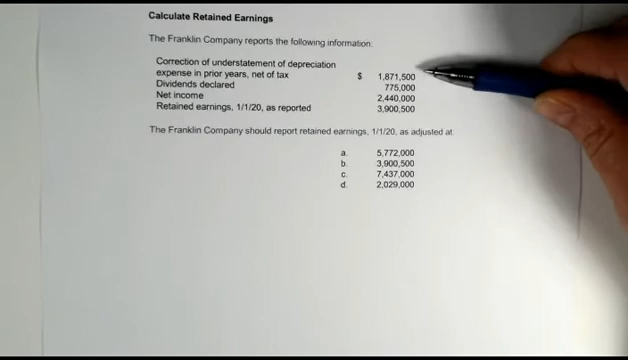 Calculate Retained Earnings
The Franklin Company reports the following information:
Correction of understatement of depreciation
expense in prior years, net of tax $ 1,871,500
Dividends declared 775,000
Net income 2,440,000
Retained earnings, 1/1/20, as reported 3,900,500
The Franklin Company should report retained earnings, 1/1/20, as adjusted at
a. 5,772,000
b. 3,900,500
c. 7,437,000
d. 2,029,000